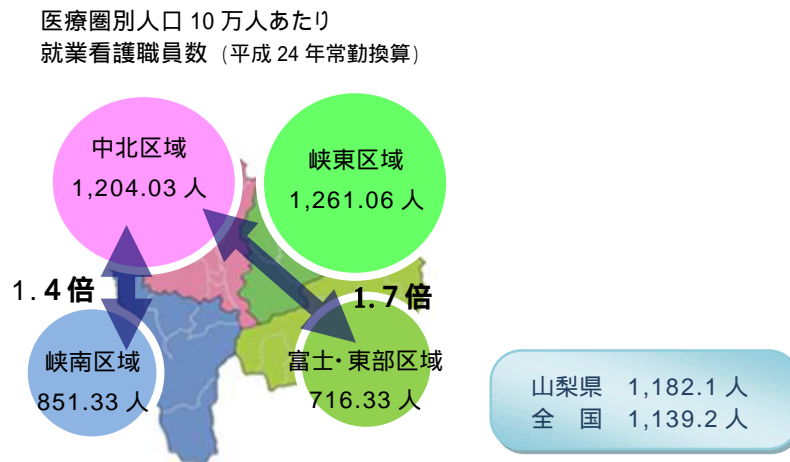 医療圏別人口 10 万人あたり
就業看護職員数 (平成 24 年常勤換算)
中北区域
1,204.03 人
峡東区域
1,261.06 人
1.4倍
1.7倍
峡南区域
851.33 人
富士・東部区域
716.33 人
山梨県 1,182.1 人
全 国 1,139.2 人